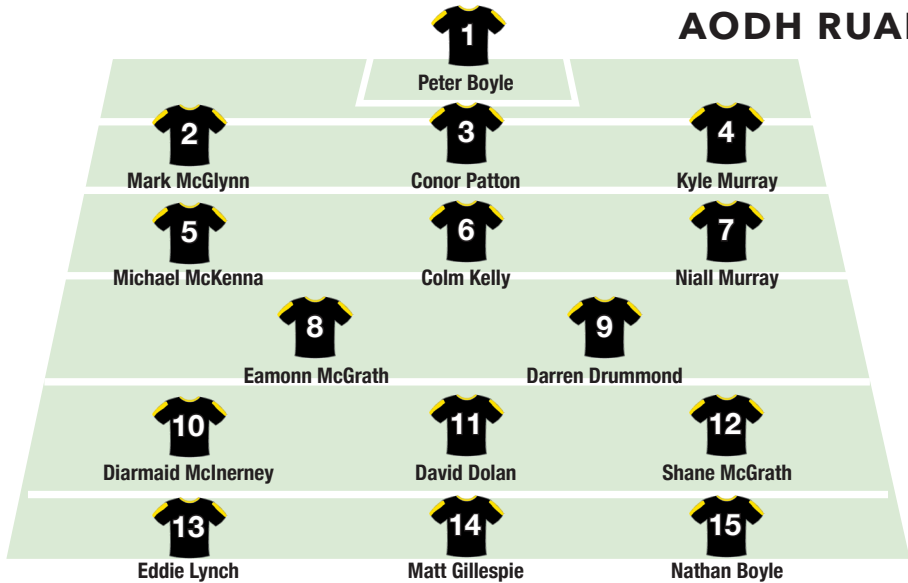 AODH RUA
1
Peter Boyle
2 3 4
Mark McGlynn Conor Patton Kyle Murray
5 6 7
Michael McKenna Colm Kelly Niall Murray
8 9
Eamonn McGrath Darren Drummond
10 11 12
Diarmaid McInerney David Dolan Shane McGrath
13 14 15
Eddie Lynch Matt Gillespie Nathan Boyle